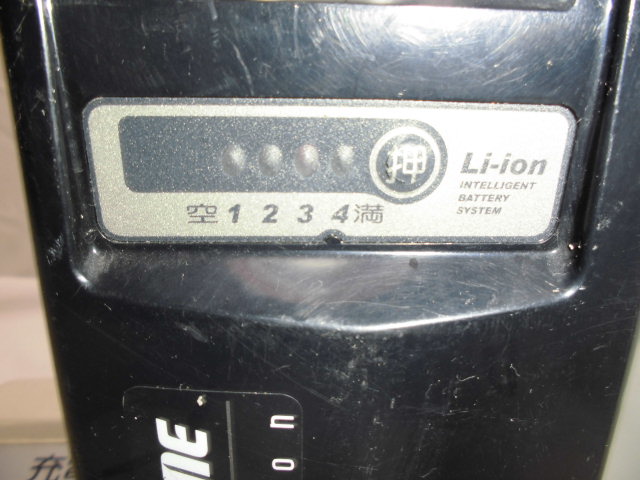 押
Li-ion
INTELLIGENT
BATTERY
SYSTEM
空 1 2 3 4 満